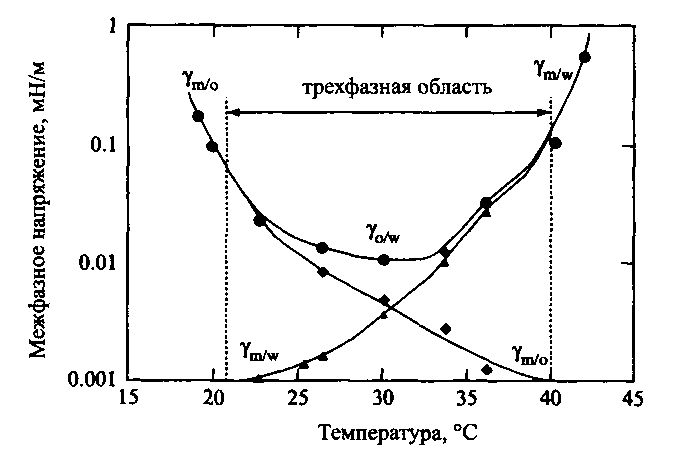 1
γm/o
γm/w
трехфазная область
0.1
γo/w
0.01
γm/w
γm/o
0.001
15
20
25
30
35
40
45
Температура, °C
Межфазное напряжение, мН/м